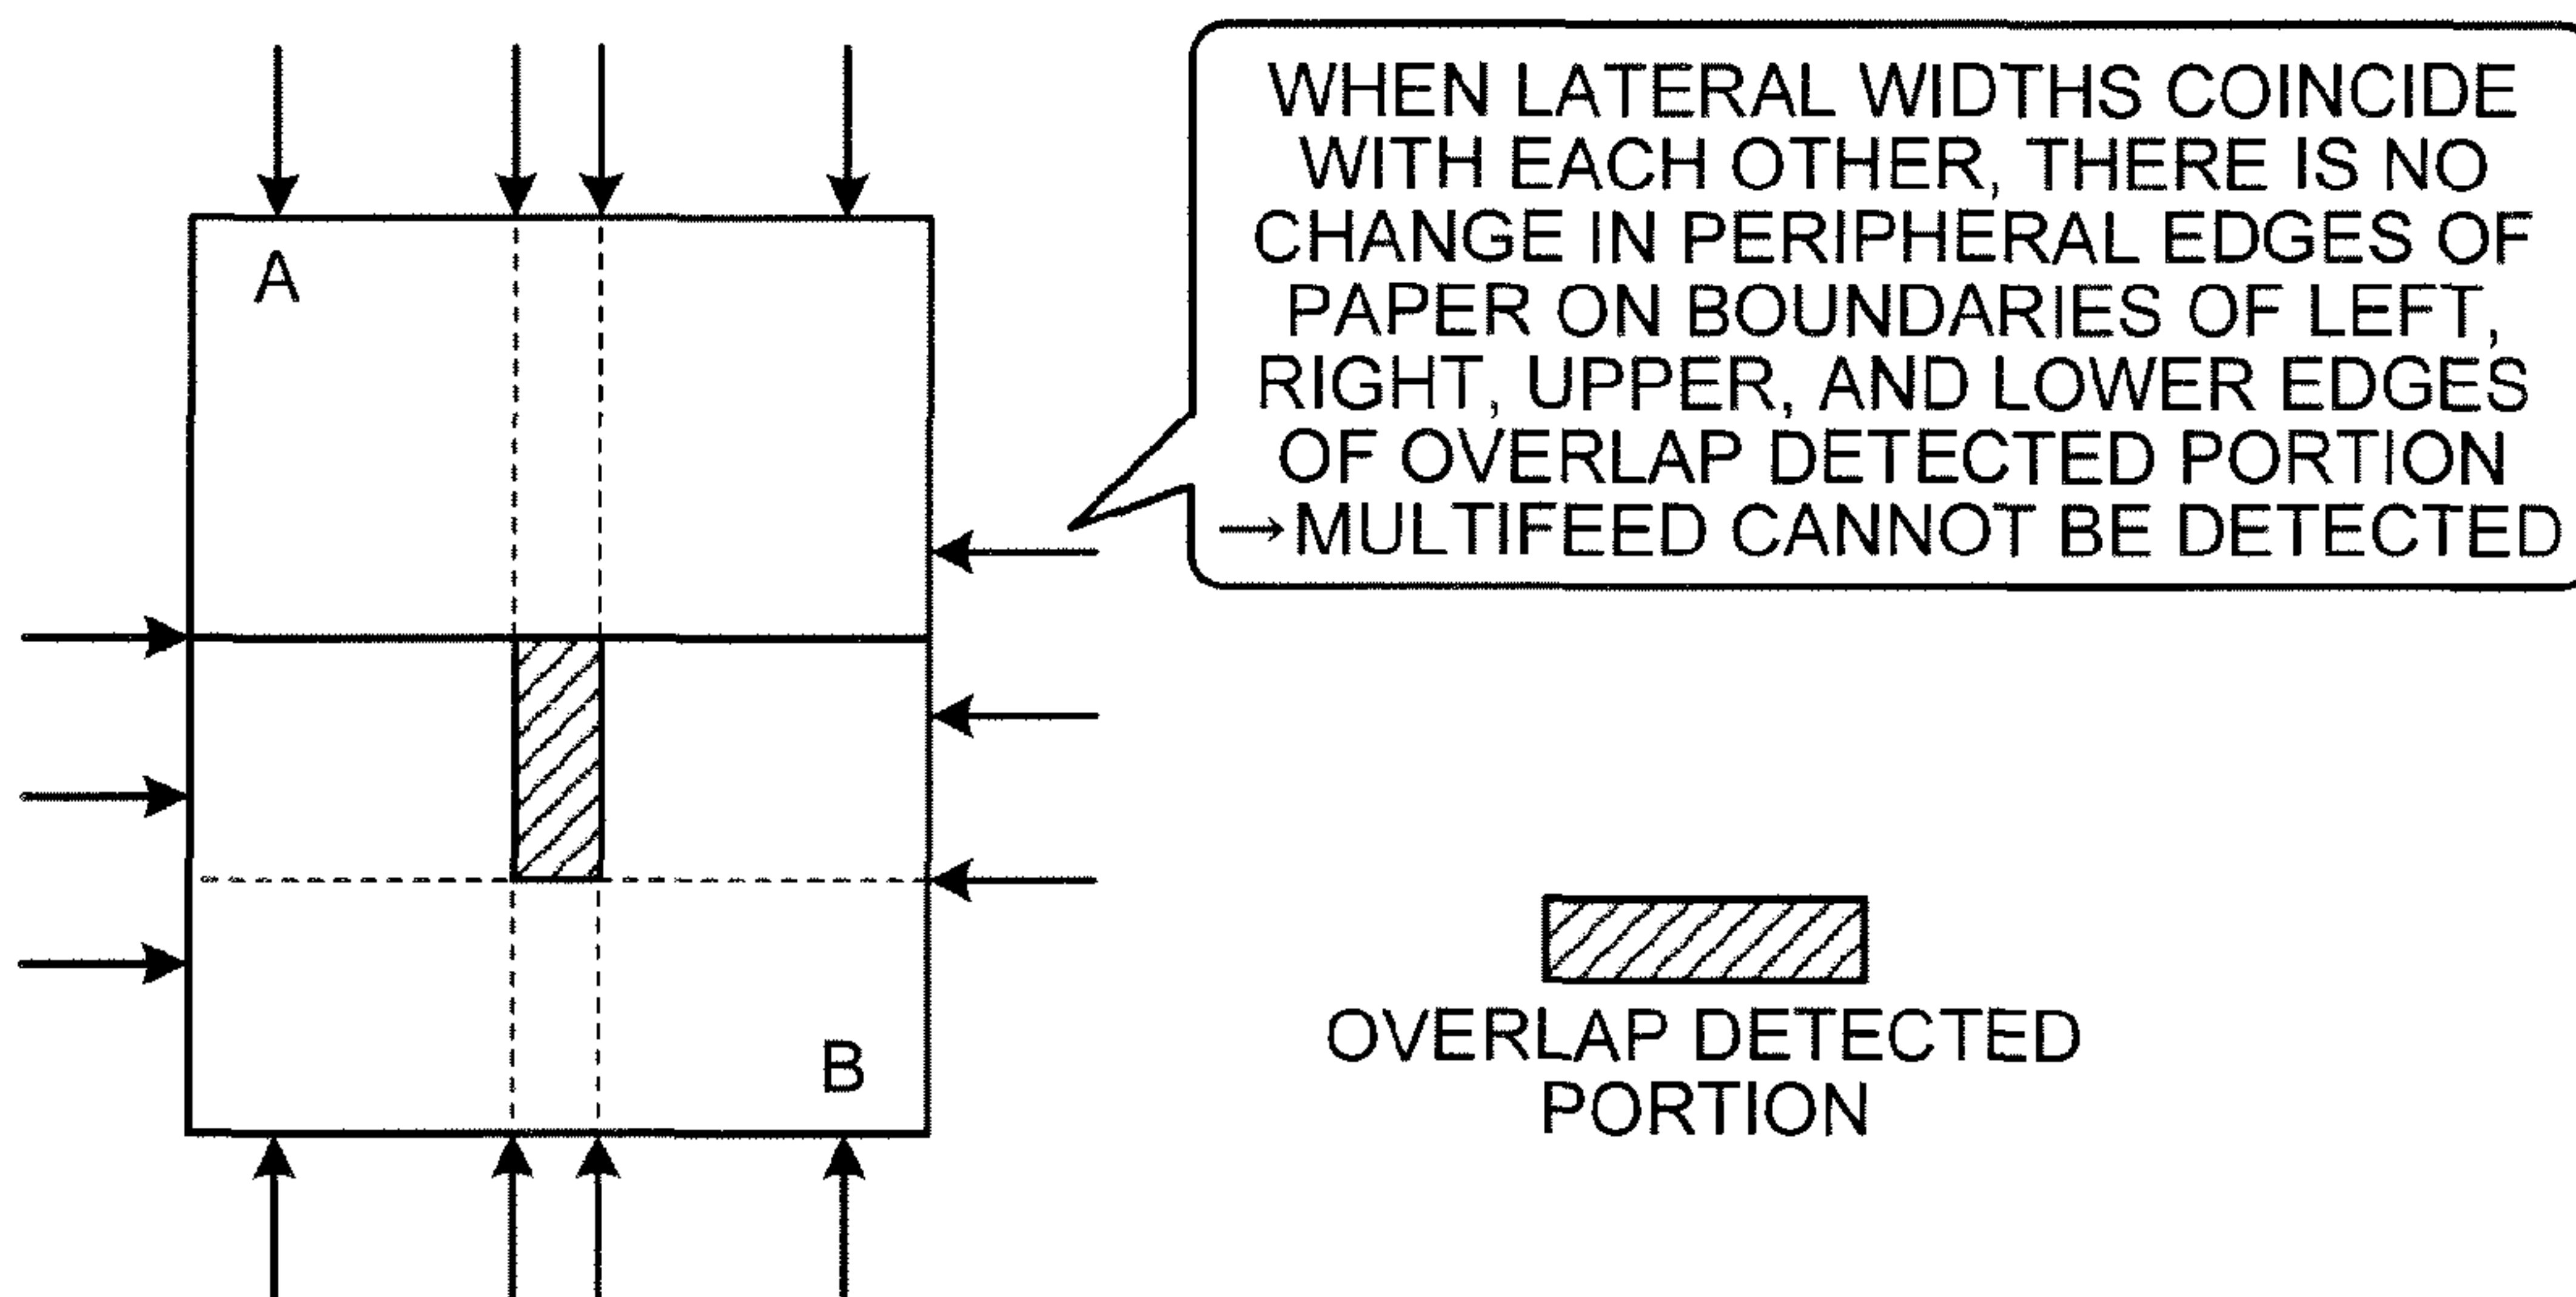 WHEN LATERAL WIDTHS COINCIDE
WITH EACH OTHER, THERE IS NO
CHANGE IN PERIPHERAL EDGES OF
PAPER ON BOUNDARIES OF LEFT,
RIGHT, UPPER, AND LOWER EDGES
OF OVERLAP DETECTED PORTION
→MULTIFEED CANNOT BE DETECTED
A
B
OVERLAP DETECTED
PORTION